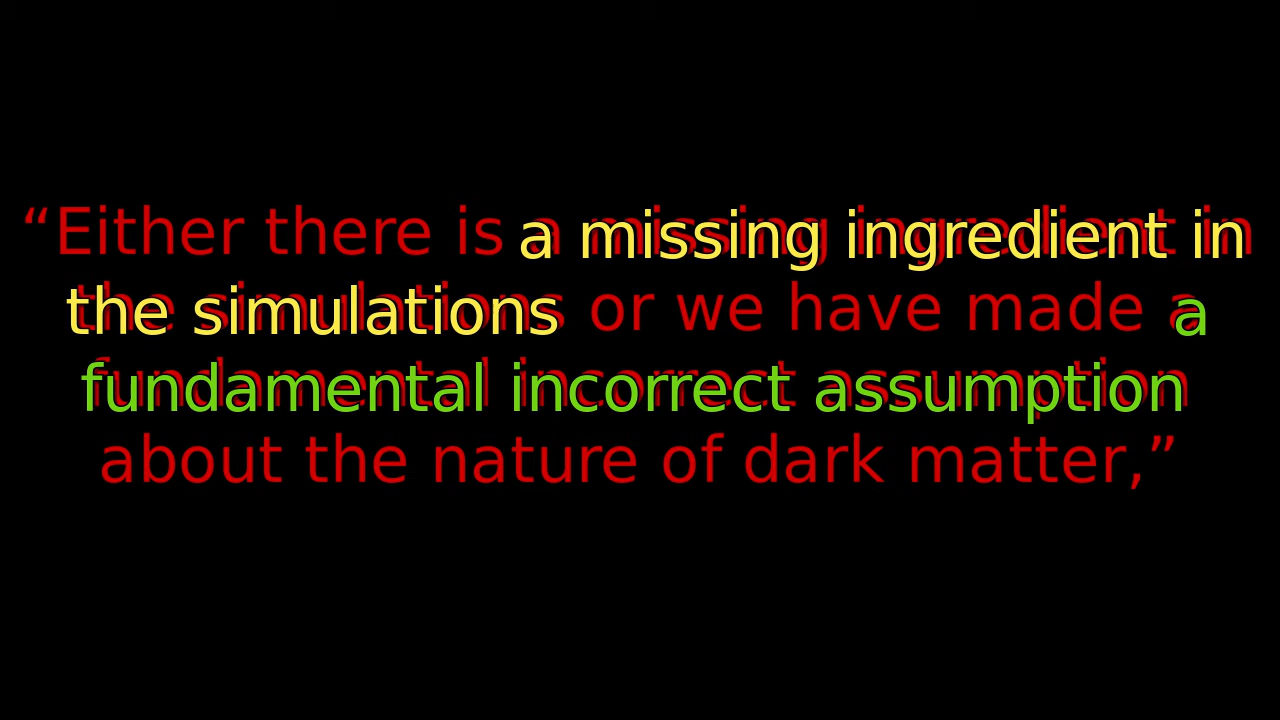 “Either there is a missing ingredient in
the simulations or we have made a
fundamental incorrect assumption
about the nature of dark matter,”